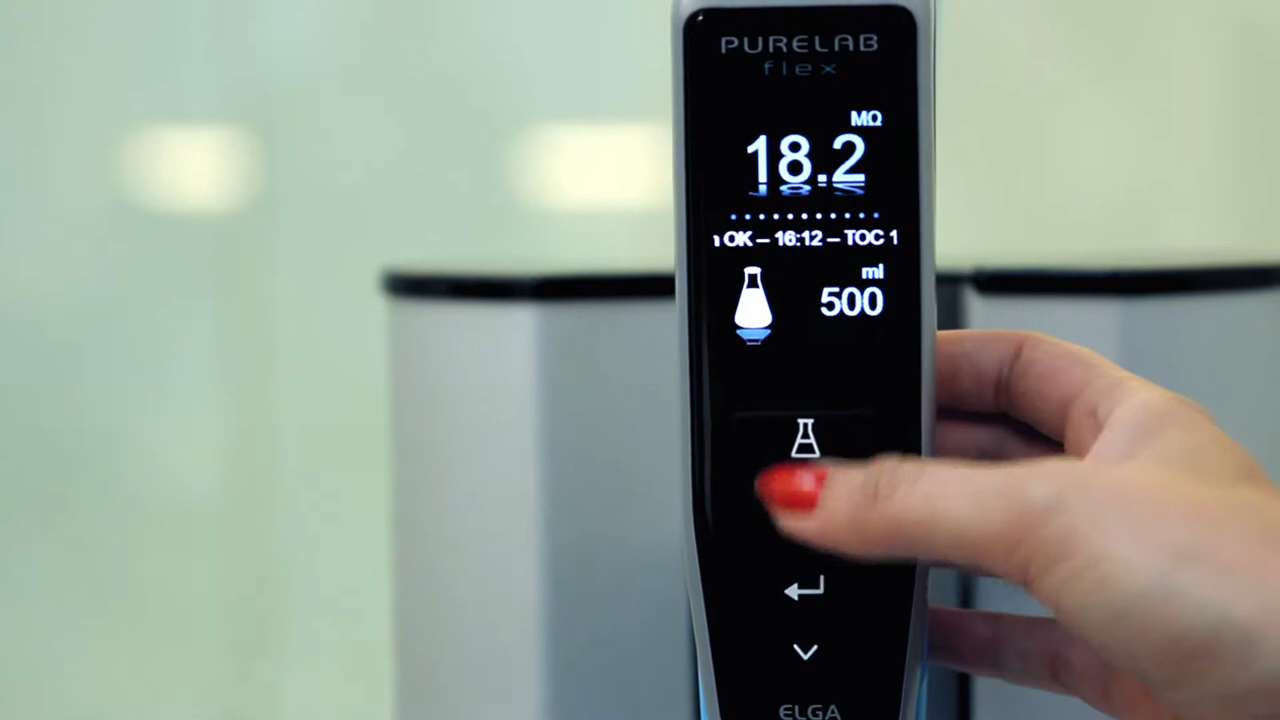 PURELAB
flex
MΩ
18.2
OK – 16:12 – TOC 1
ml
500
ELGA